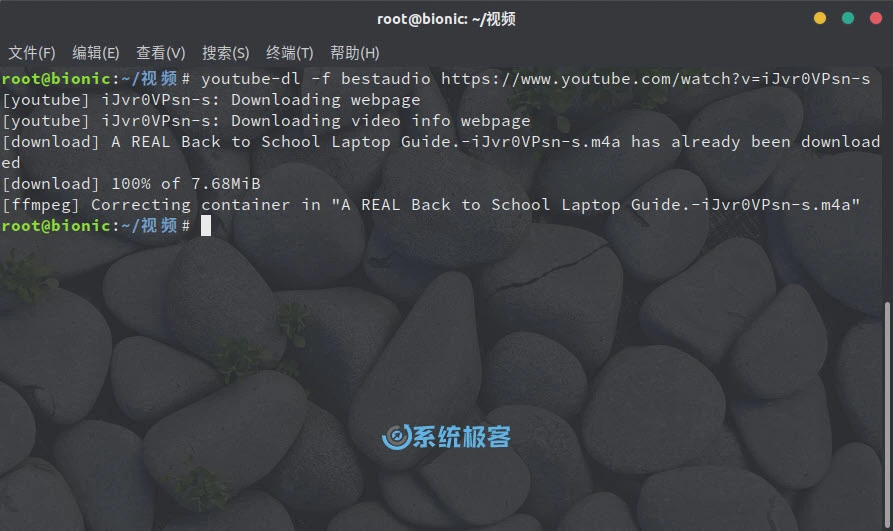 root@bionic: ~/视频
文件(F) 编辑(E) 查看(V) 搜索(S) 终端(T) 帮助(H)
root@bionic:~/视频# youtube-dl -f bestaudio https://www.youtube.com/watch?v=iJvr0VPsn-s
[youtube] iJvr0VPsn-s: Downloading webpage
[youtube] iJvr0VPsn-s: Downloading video info webpage
[download] A REAL Back to School Laptop Guide.-iJvr0VPsn-s.m4a has already been download
ed
[download] 100% of 7.68MiB
[ffmpeg] Correcting container in "A REAL Back to School Laptop Guide.-iJvr0VPsn-s.m4a"
root@bionic:~/视频#
系统极客